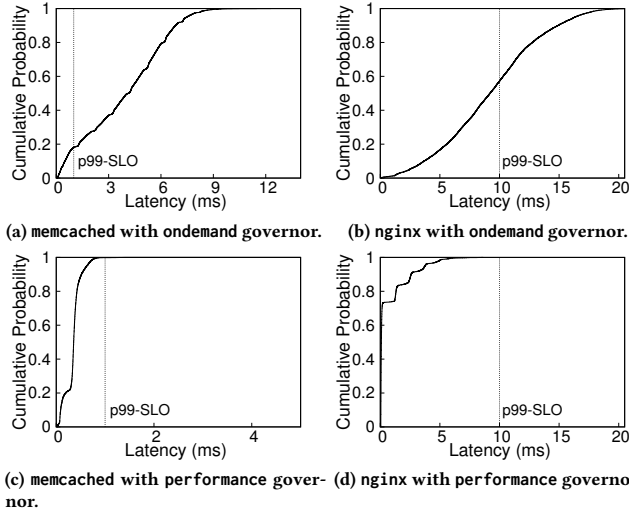 1
0.8
0.6
0.4
0.2
0
Cumulative Probability
p99-SLO
0 3 6 9 12
Latency (ms)
(a) memcached with ondemand governor.
1
0.8
0.6
0.4
0.2
0
Cumulative Probability
p99-SLO
0 5 10 15 20
Latency (ms)
(b) nginx with ondemand governor.
1
0.8
0.6
0.4
0.2
0
Cumulative Probability
p99-SLO
0 2 4
Latency (ms)
(c) memcached with performance gover-
nor.
1
0.8
0.6
0.4
0.2
0
Cumulative Probability
p99-SLO
0 5 10 15 20
Latency (ms)
(d) nginx with performance governo